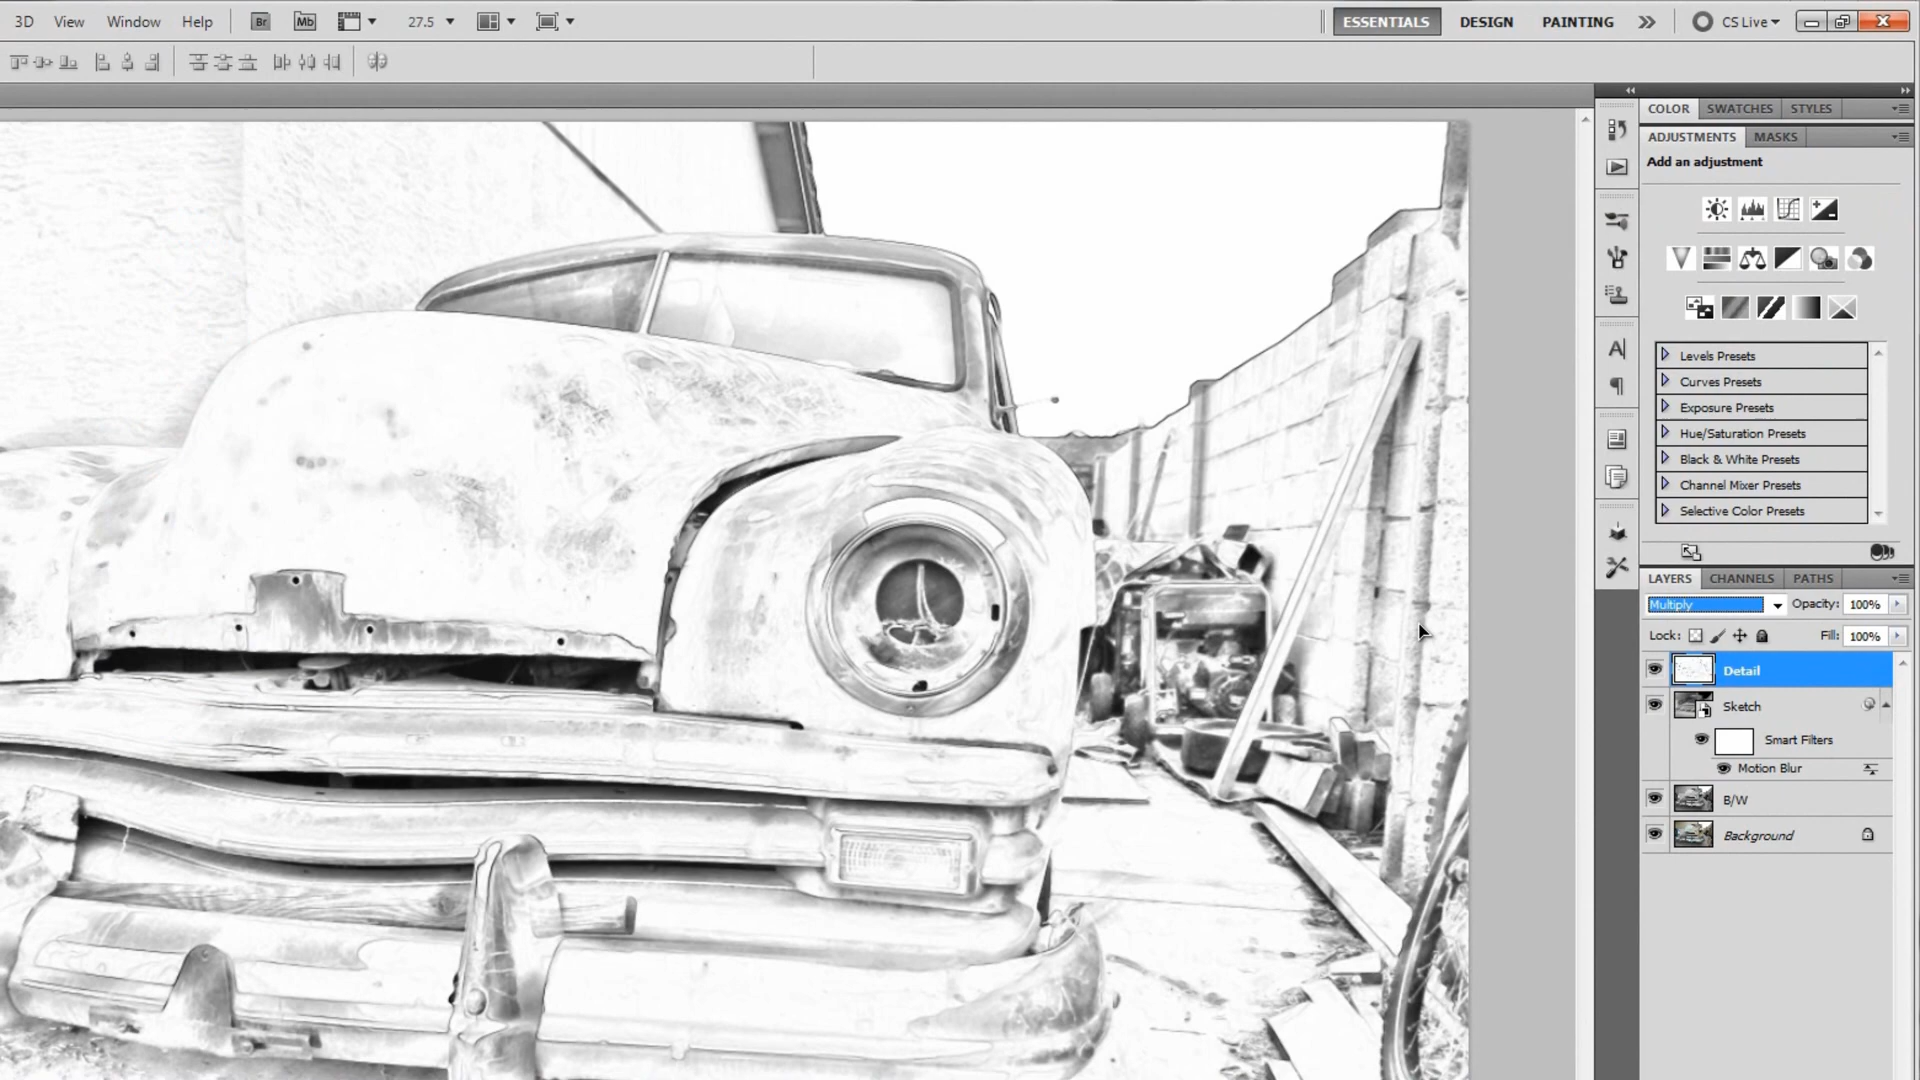 3D View Window Help Br Mb 27.5 ESSENTIALS DESIGN PAINTING CS Live
COLOR SWATCHES STYLES
ADJUSTMENTS MASKS
Add an adjustment
Levels Presets
Curves Presets
Exposure Presets
Hue/Saturation Presets
Black & White Presets
Channel Mixer Presets
Selective Color Presets
LAYERS CHANNELS PATHS
Multiply Opacity: 100%
Lock: Fill: 100%
Detail
Sketch
Smart Filters
Motion Blur
B/W
Background